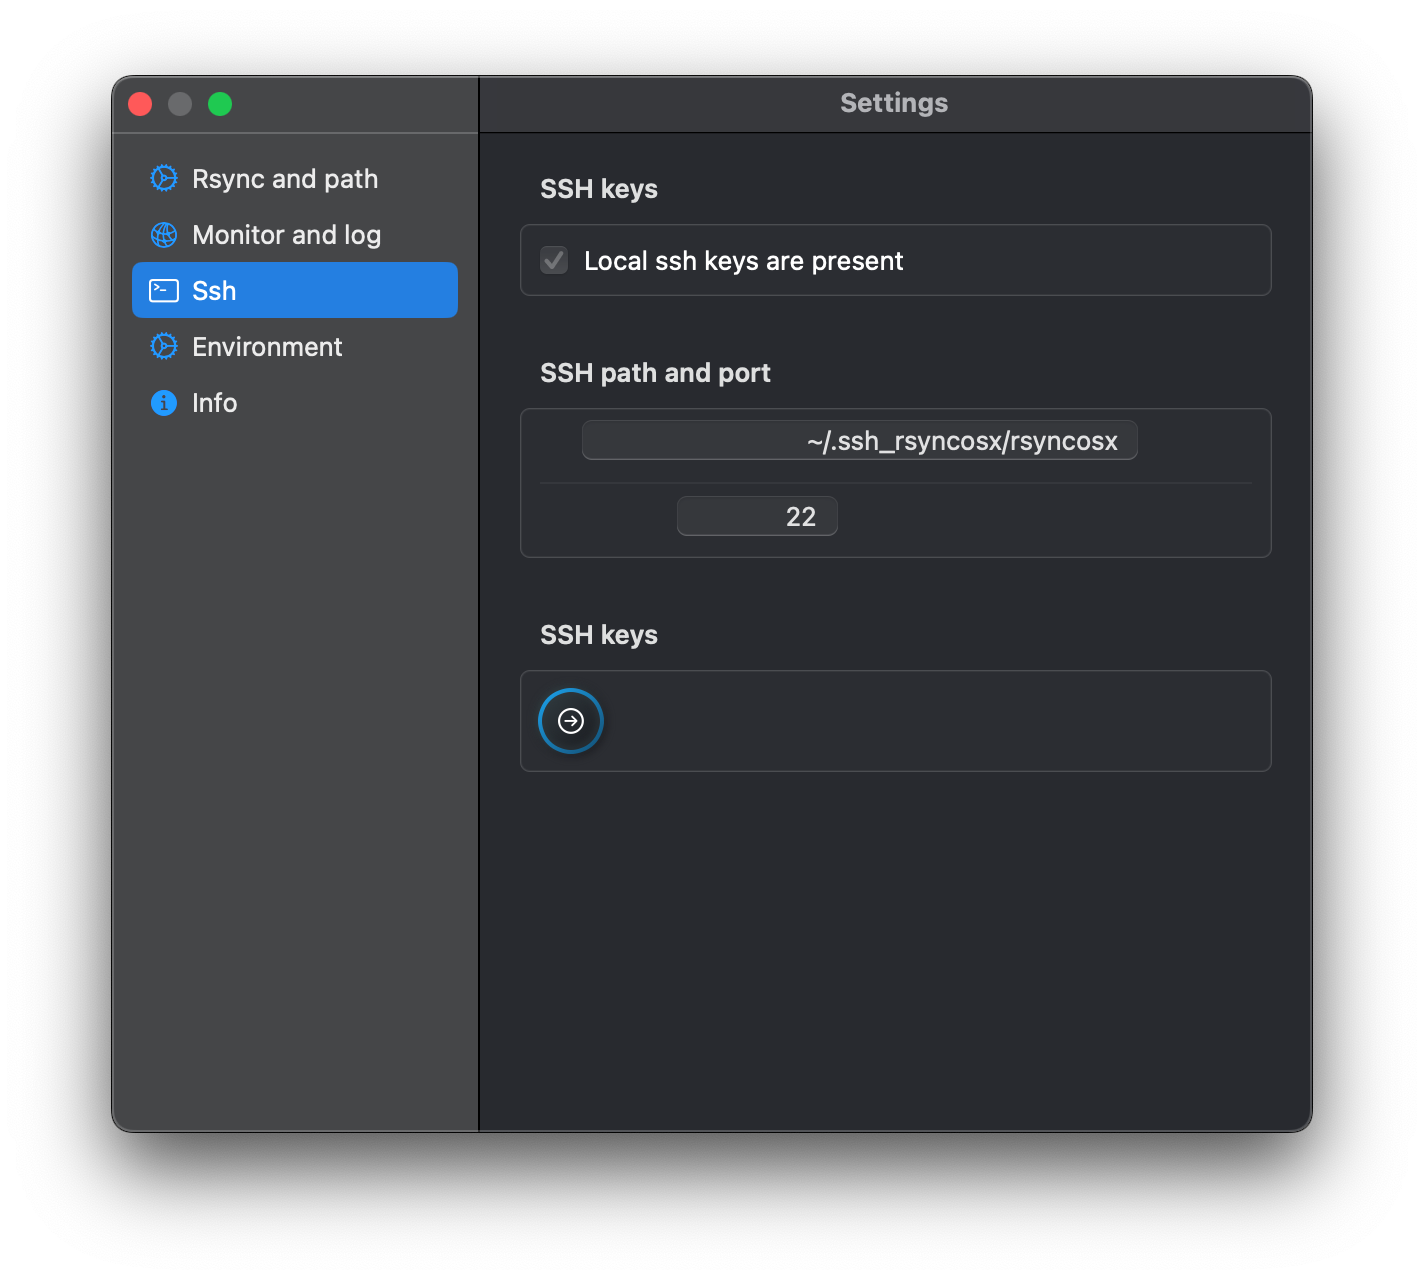 Settings
Rsync and path
Monitor and log
Ssh
Environment
Info
SSH keys
Local ssh keys are present
SSH path and port
~/.ssh_rsyncosx/rsyncosx
22
SSH keys